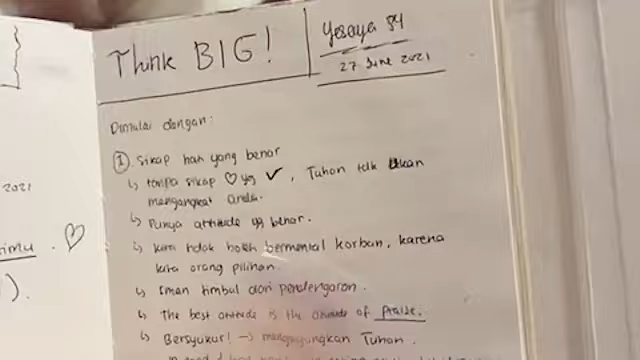 Think BIG!
Yesaya 54
27 June 2021
Dimulai dengan:
① Sikap hati yang benar
↳ tanpa sikap ♡ yg ✓, Tuhan tdk akan
mengangkat anda.
↳ Punya attitude yg benar.
↳ kita tidak boleh bermental korban, karena
kita orang pilihan.
↳ Iman timbul dari pendengaran.
↳ The best attitude is the attitude of Praise.
↳ Bersyukur! → mengagungkan Tuhan.
2021
♡
).